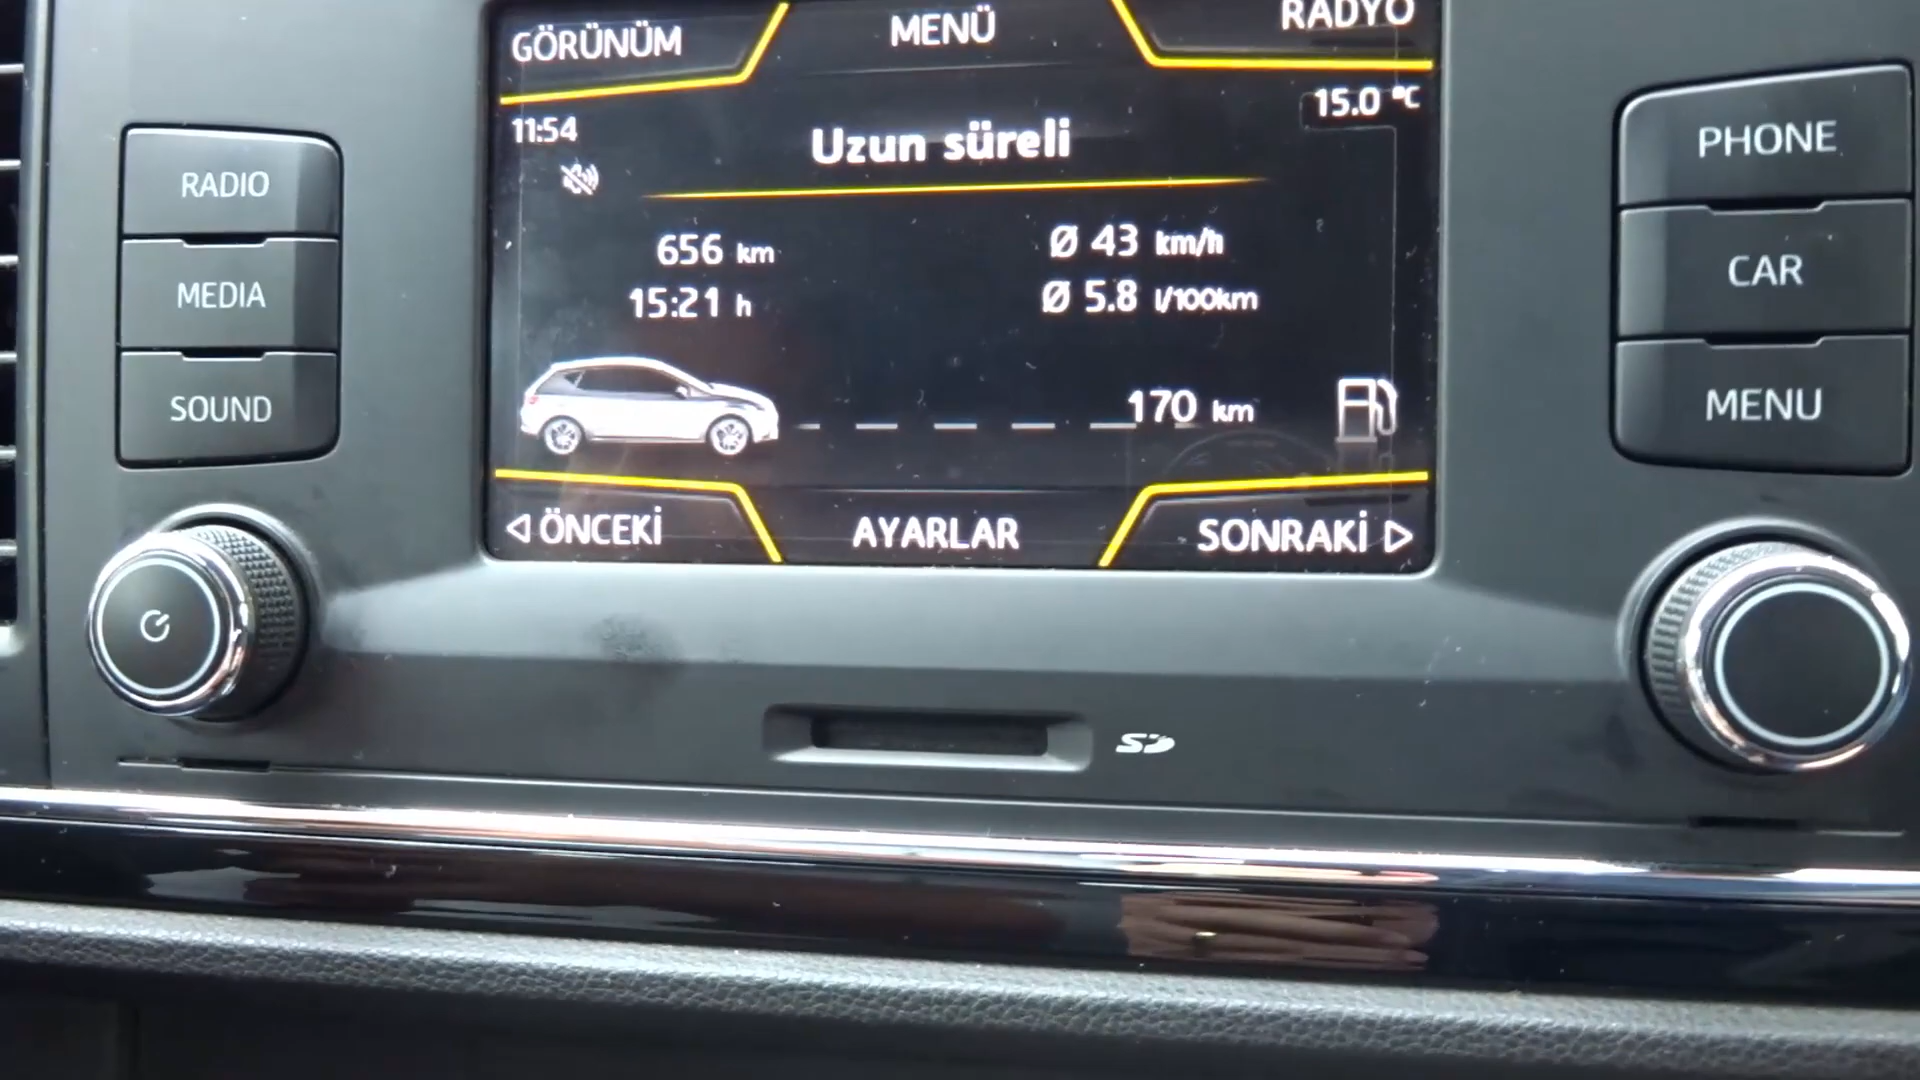 GÖRÜNÜM
MENÜ
RADYO
11:54
15.0 °C
Uzun süreli
656 km
Ø 43 km/h
15:21 h
Ø 5.8 l/100km
170 km
ÖNCEKİ
AYARLAR
SONRAKİ
RADIO
MEDIA
SOUND
PHONE
CAR
MENU
SD